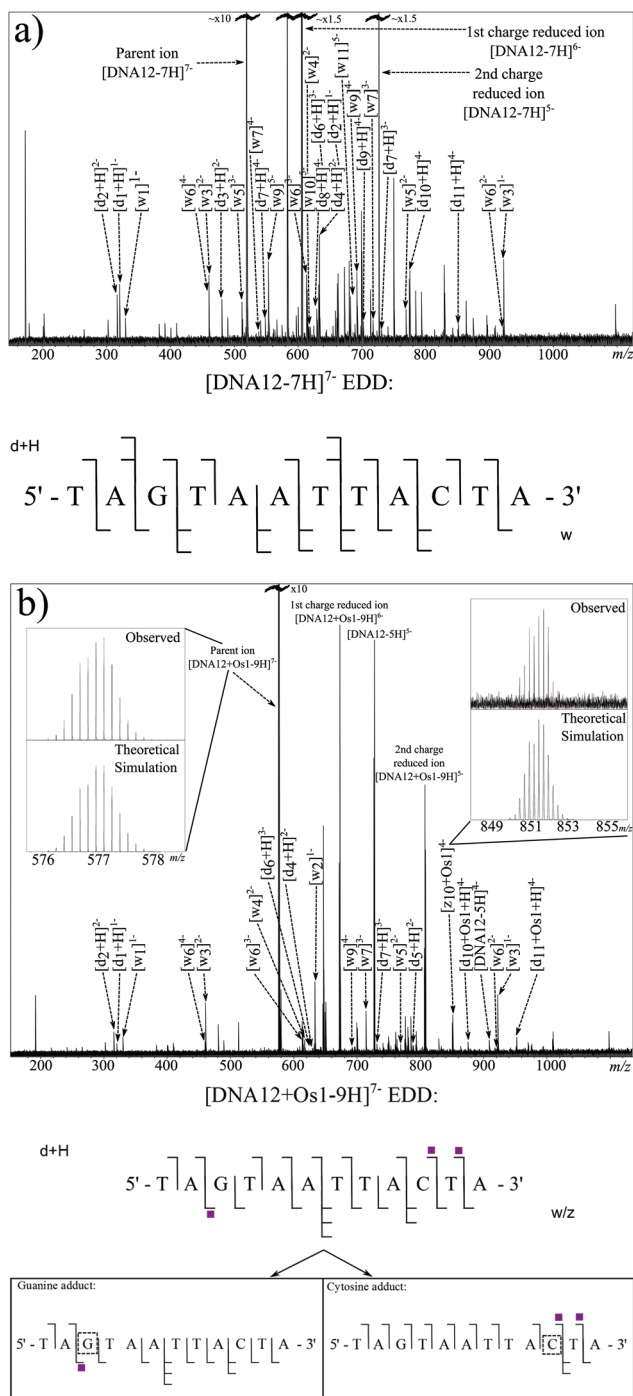 a)
~x10
~x1.5
~x1.5
Parent ion
[DNA12-7H]7-
1st charge reduced ion
[DNA12-7H]6-
2nd charge
reduced ion
[DNA12-7H]5-
[d2+H]2-
[d1+H]1-
[w1]1-
[w6]4-
[w3]2-
[d3+H]2-
[w5]3-
[w7]4-
[d7+H]4-
[w9]5-
[w6]3-
[w10]5-
[w4]2-
[d8+H]4-
[d6+H]3-
[d4+H]2-
[d2+H]1-
[w11]5-
[w9]4-
[d9+H]4-
[w7]3-
[d7+H]3-
[w5]2-
[d10+H]4-
[d11+H]4-
[w6]2-
[w3]1-
200 300 400 500 600 700 800 900 1000 m/z
[DNA12-7H]7- EDD:
d+H
5' - T A G T A A T T A C T A - 3'
w
b)
x10
1st charge reduced ion
[DNA12+Os1-9H]6-
[DNA12-5H]5-
Observed
Theoretical
Simulation
576 577 578 m/z
Parent ion
[DNA12+Os1-9H]7-
2nd charge
reduced ion
[DNA12+Os1-9H]5-
Observed
Theoretical
Simulation
849 851 853 855 m/z
[d2+H]2-
[d1+H]1-
[w1]1-
[w6]4-
[w3]2-
[w6]3-
[w4]2-
[d6+H]3-
[d4+H]2-
[w2]1-
[w9]4-
[w7]3-
[d7+H]3-
[w5]2-
[d5+H]2-
[z10+Os1]4-
[d10+Os1+H]4-
[DNA12-5H]4-
[w6]2-
[w3]1-
[d11+Os1+H]4-
200 300 400 500 600 700 800 900 1000 m/z
[DNA12+Os1-9H]7- EDD:
d+H
5' - T A G T A A T T A C T A - 3'
w/z
Guanine adduct:
5' - T A G T A A T T A C T A - 3'
Cytosine adduct:
5' - T A G T A A T T A C T A - 3'